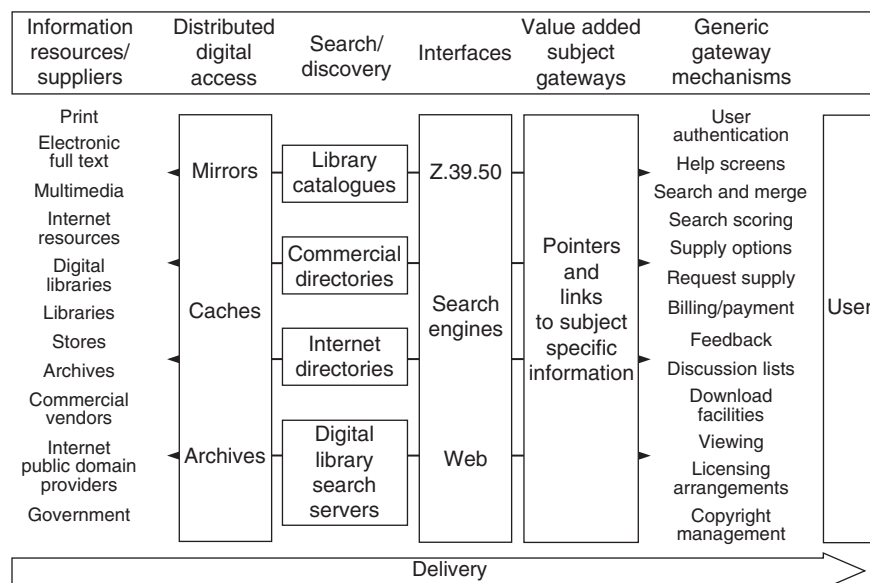 Information
resources/
suppliers
Distributed
digital
access
Search/
discovery
Interfaces
Value added
subject
gateways
Generic
gateway
mechanisms
Print
Electronic
full text
Multimedia
Internet
resources
Digital
libraries
Libraries
Stores
Archives
Commercial
vendors
Internet
public domain
providers
Government
Mirrors
Caches
Archives
Library
catalogues
Commercial
directories
Internet
directories
Digital
library
search
servers
Z.39.50
Search
engines
Web
Pointers
and
links
to subject
specific
information
User
authentication
Help screens
Search and merge
Search scoring
Supply options
Request supply
Billing/payment
Feedback
Discussion lists
Download
facilities
Viewing
Licensing
arrangements
Copyright
management
User
Delivery